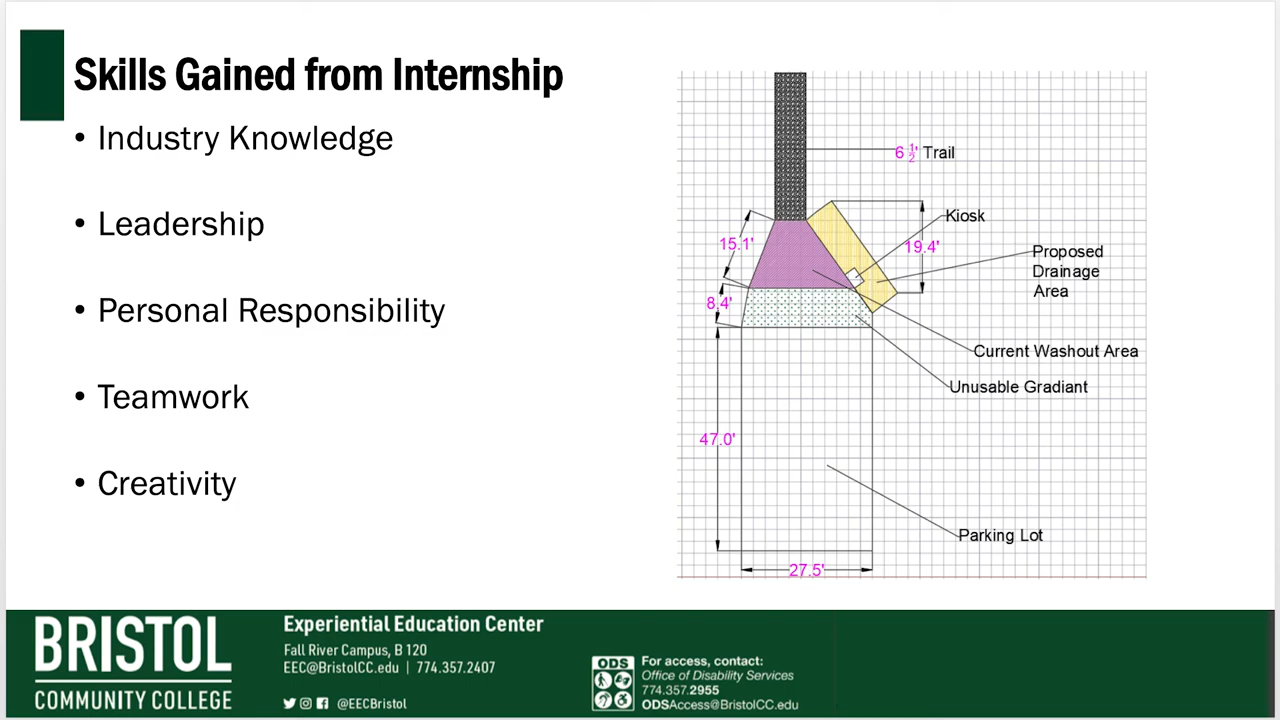 Skills Gained from Internship
• Industry Knowledge
• Leadership
• Personal Responsibility
• Teamwork
• Creativity
6 1/2' Trail
Kiosk
15.1'
19.4'
Proposed
Drainage
Area
8.4'
Current Washout Area
Unusable Gradiant
47.0'
Parking Lot
27.5'
BRISTOL
COMMUNITY COLLEGE
Experiential Education Center
Fall River Campus, B 120
EEC@BristolCC.edu | 774.357.2407
@EECBristol
ODS
For access, contact:
Office of Disability Services
774.357.2955
ODSAccess@BristolCC.edu